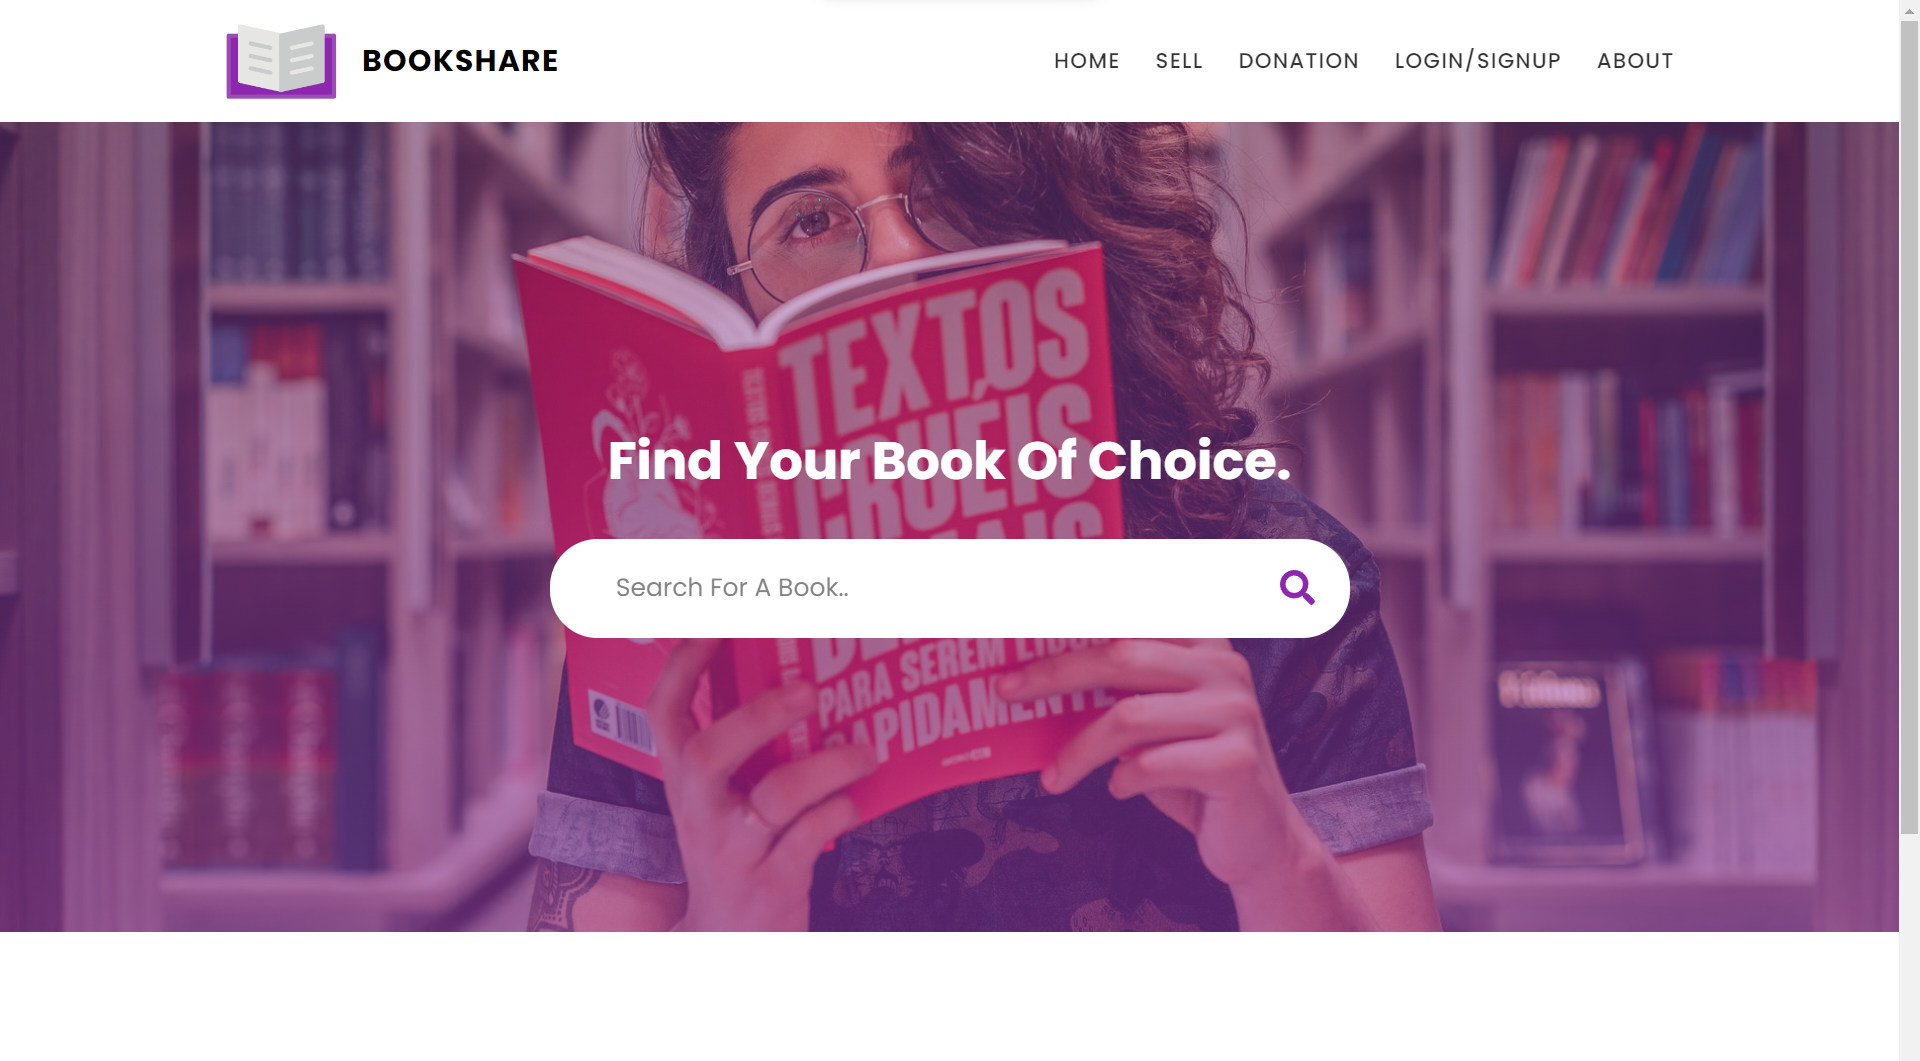 BOOKSHARE
HOME
SELL
DONATION
LOGIN/SIGNUP
ABOUT
TEXTOS
CRUÉIS
Find Your Book Of Choice.
Search For A Book..
PARA SEREM LIDOS
RAPIDAMENTE